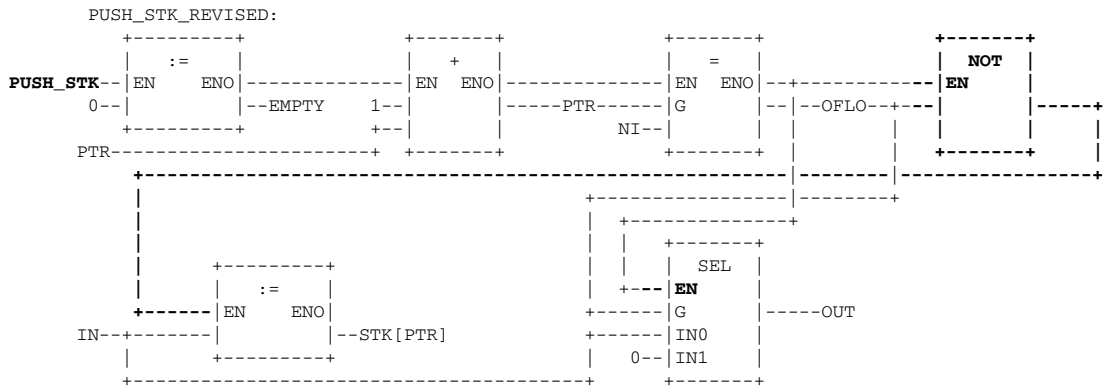 PUSH_STK_REVISED:
:= + = NOT
PUSH_STK EN ENO EN ENO EN ENO EN
0 EMPTY 1 PTR G OFLO
NI
PTR
SEL
:= EN
EN ENO G OUT
IN STK[PTR] IN0
0 IN1